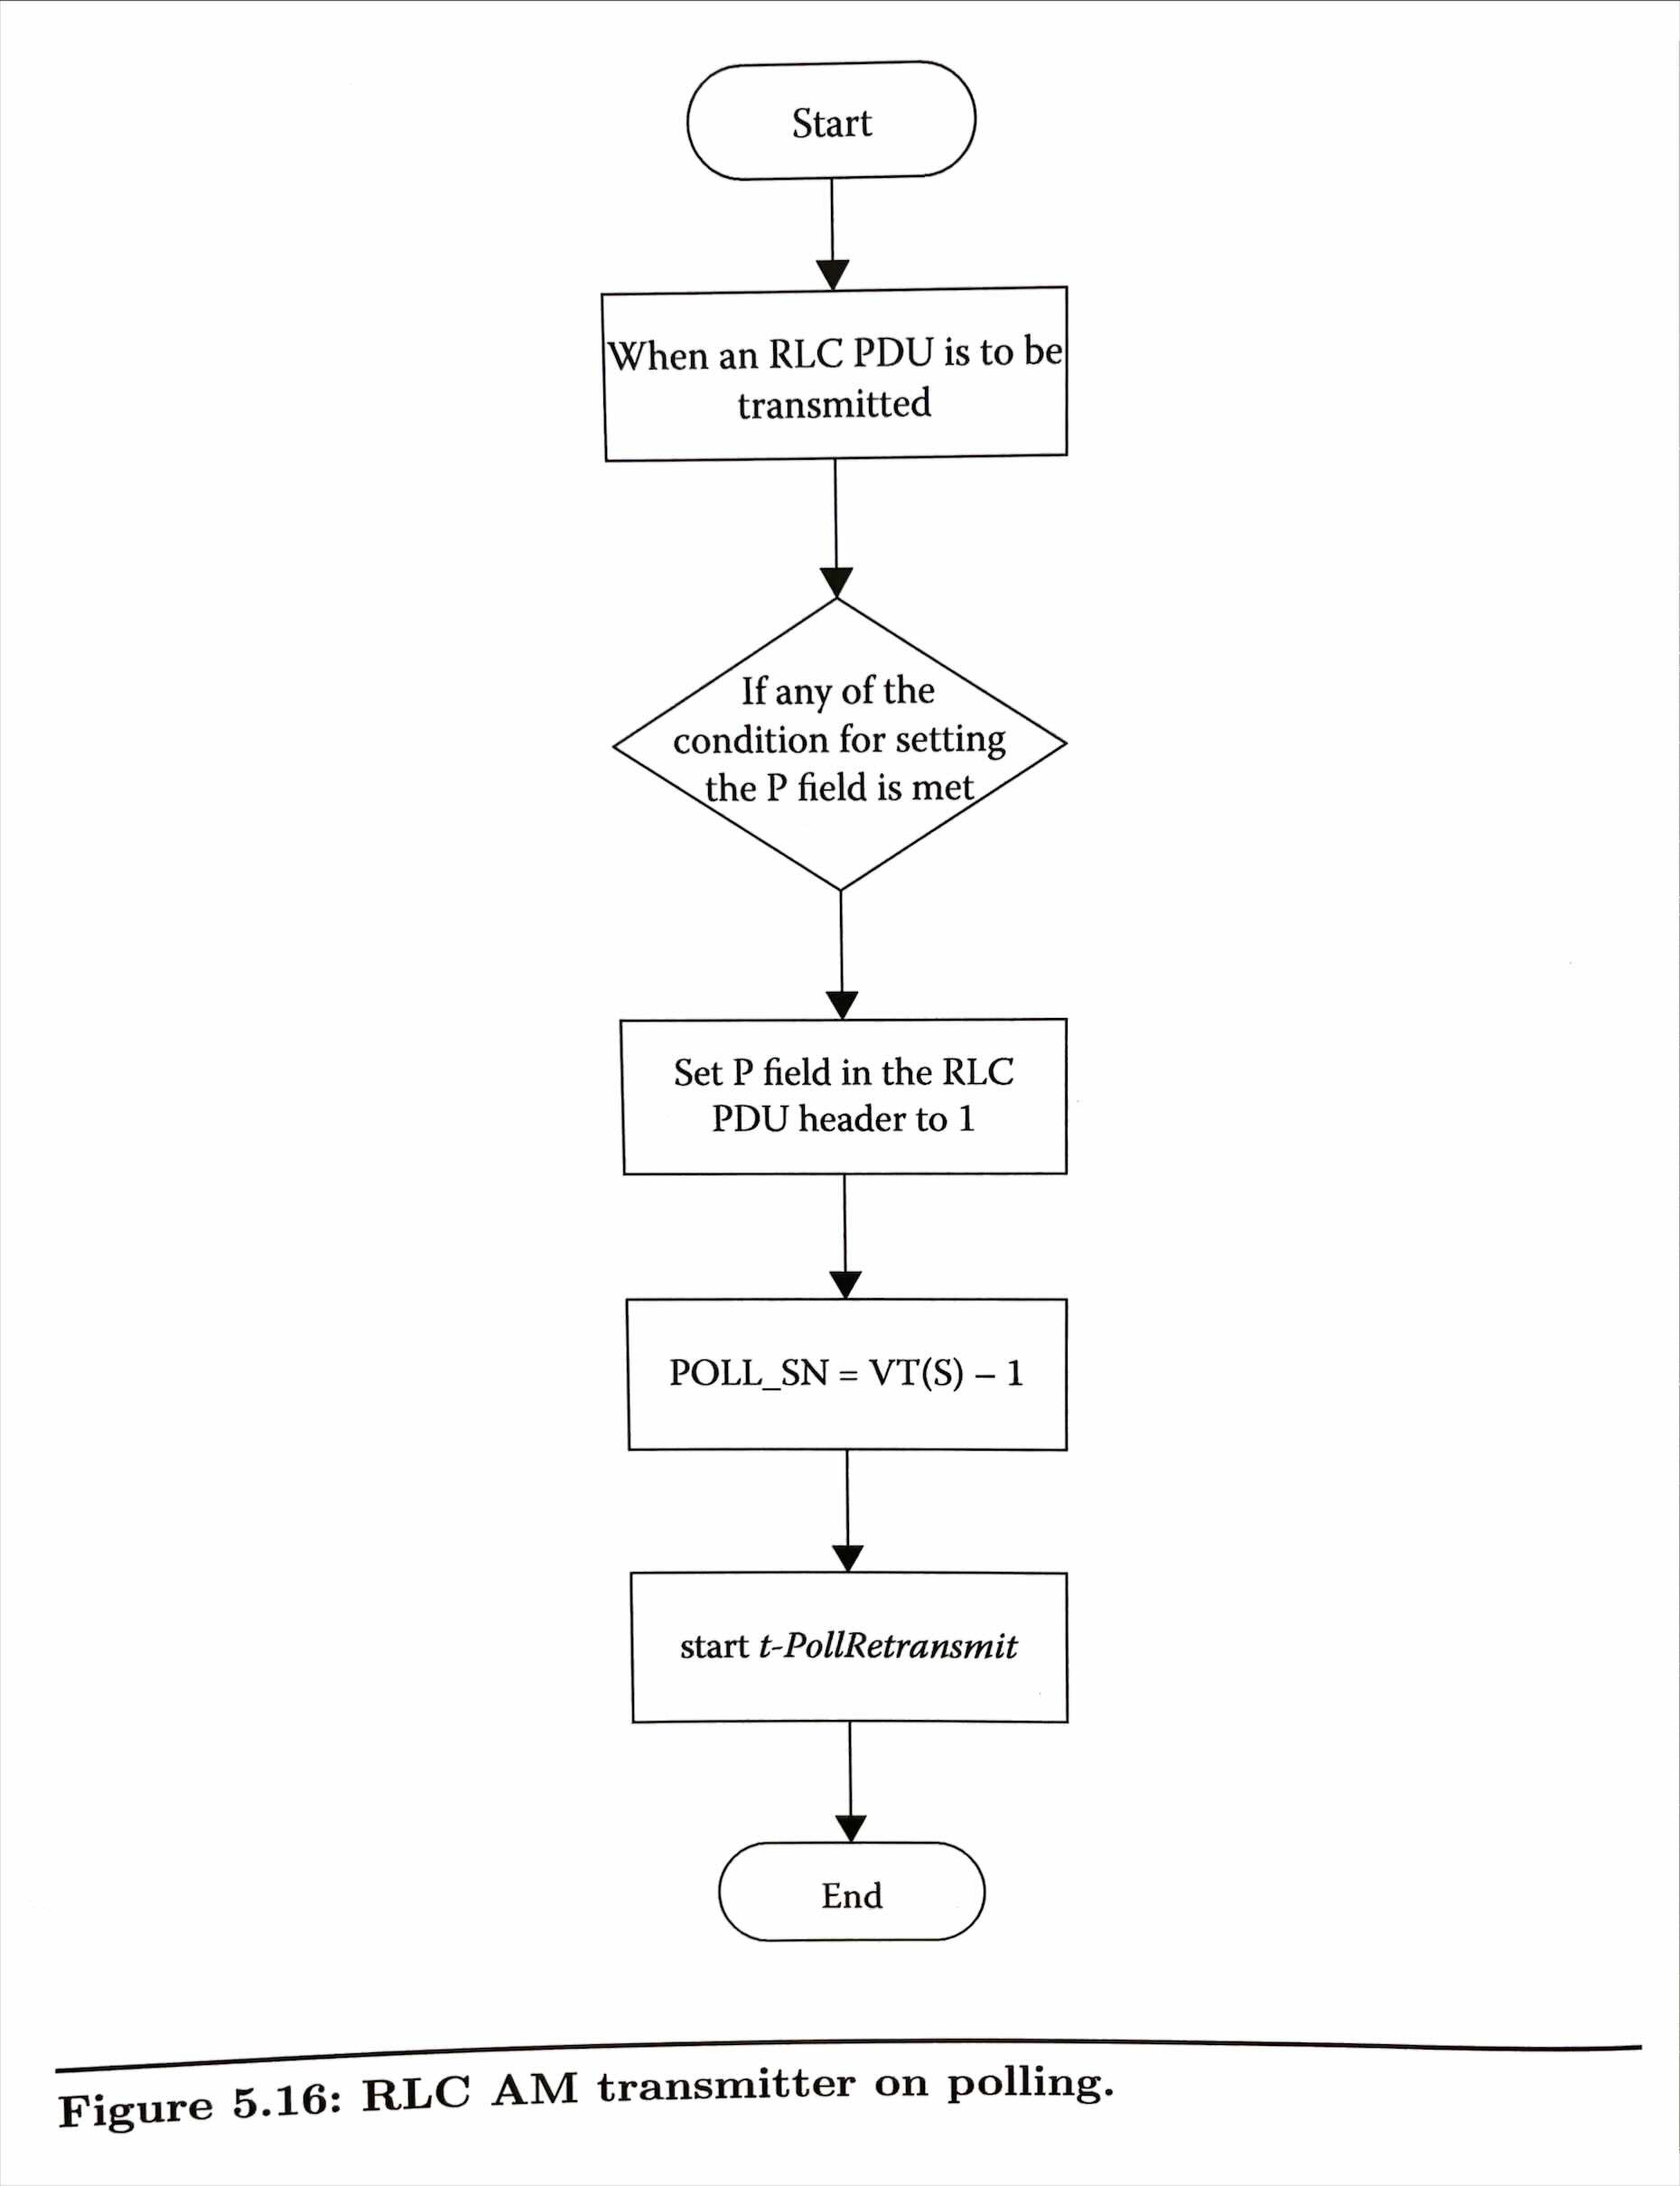 Start
When an RLC PDU is to be
transmitted
If any of the
condition for setting
the P field is met
Set P field in the RLC
PDU header to 1
POLL_SN = VT(S) – 1
start t-PollRetransmit
End
Figure 5.16: RLC AM transmitter on polling.